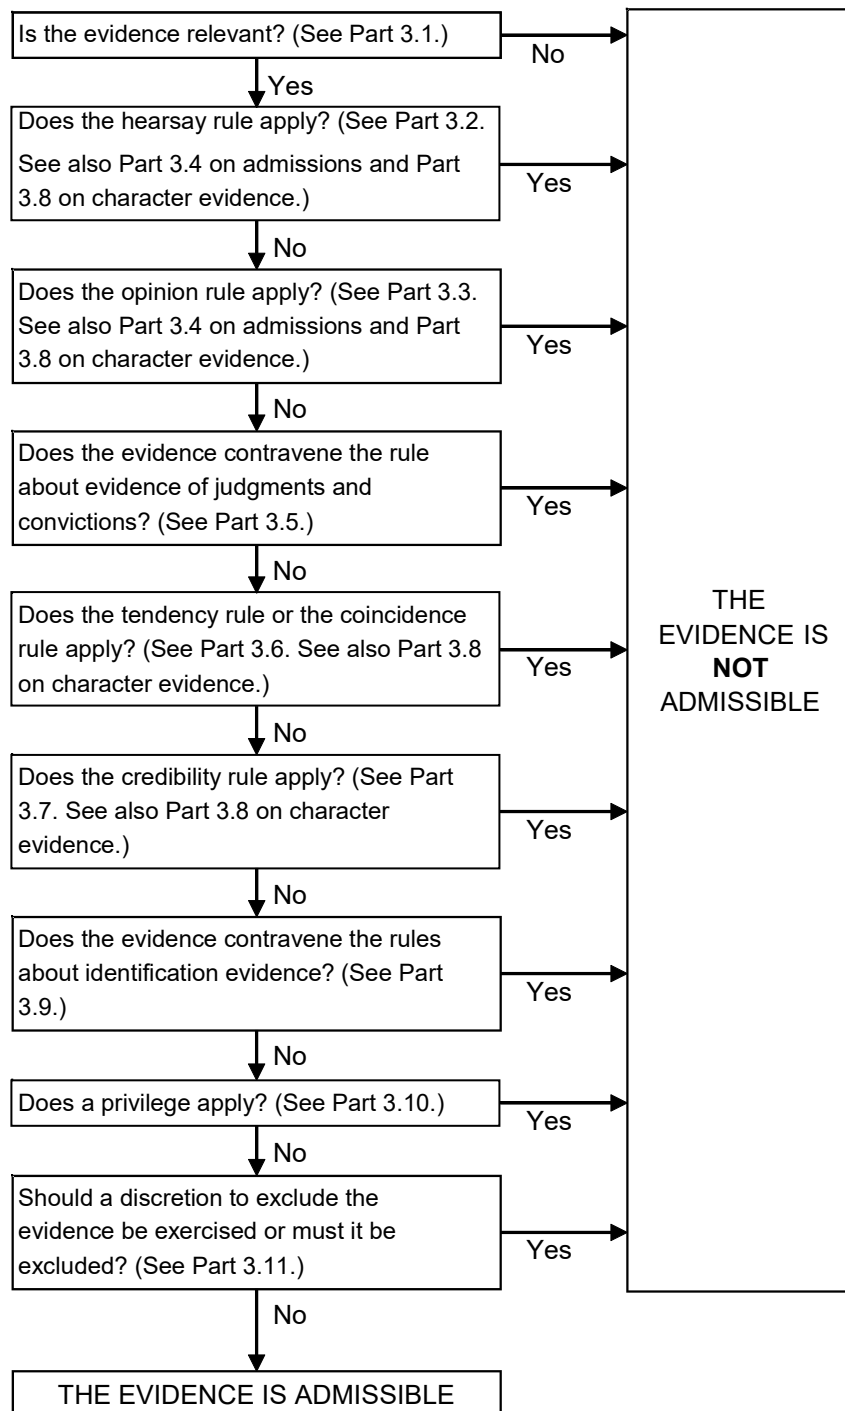 Is the evidence relevant? (See Part 3.1.)
No
Yes
Does the hearsay rule apply? (See Part 3.2.
See also Part 3.4 on admissions and Part
3.8 on character evidence.)
Yes
No
Does the opinion rule apply? (See Part 3.3.
See also Part 3.4 on admissions and Part
3.8 on character evidence.)
Yes
No
Does the evidence contravene the rule
about evidence of judgments and
convictions? (See Part 3.5.)
Yes
No
Does the tendency rule or the coincidence
rule apply? (See Part 3.6. See also Part 3.8
on character evidence.)
Yes
No
THE
EVIDENCE IS
NOT
ADMISSIBLE
Does the credibility rule apply? (See Part
3.7. See also Part 3.8 on character
evidence.)
Yes
No
Does the evidence contravene the rules
about identification evidence? (See Part
3.9.)
Yes
No
Does a privilege apply? (See Part 3.10.)
Yes
No
Should a discretion to exclude the
evidence be exercised or must it be
excluded? (See Part 3.11.)
Yes
No
THE EVIDENCE IS ADMISSIBLE